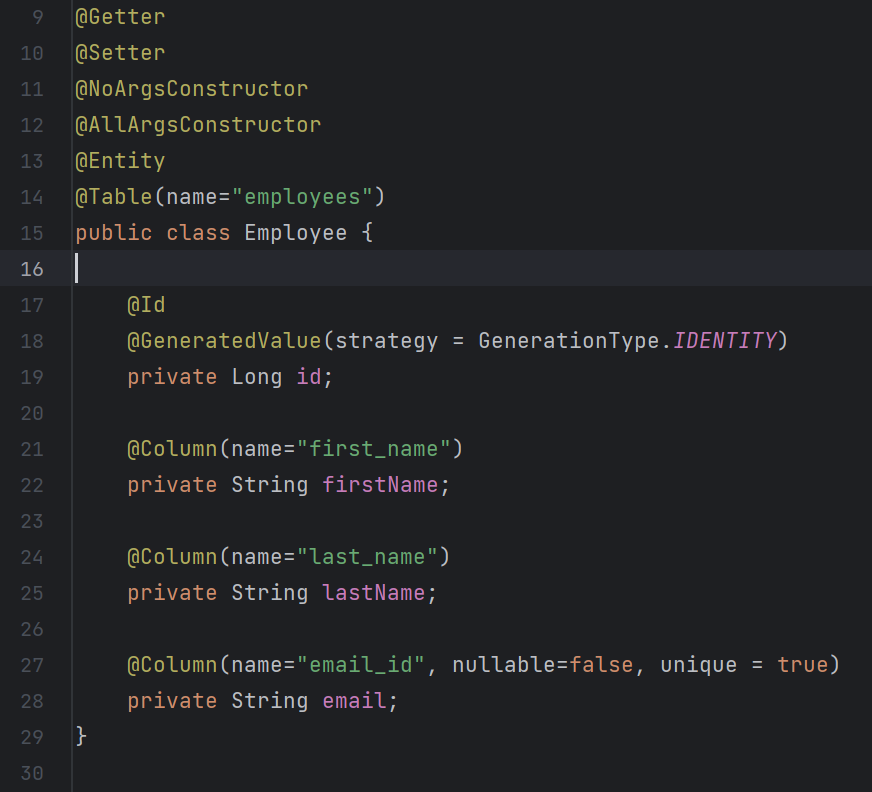 9 @Getter
10 @Setter
11 @NoArgsConstructor
12 @AllArgsConstructor
13 @Entity
14 @Table(name="employees")
15 public class Employee {
16
17 @Id
18 @GeneratedValue(strategy = GenerationType.IDENTITY)
19 private Long id;
20
21 @Column(name="first_name")
22 private String firstName;
23
24 @Column(name="last_name")
25 private String lastName;
26
27 @Column(name="email_id", nullable=false, unique = true)
28 private String email;
29 }
30